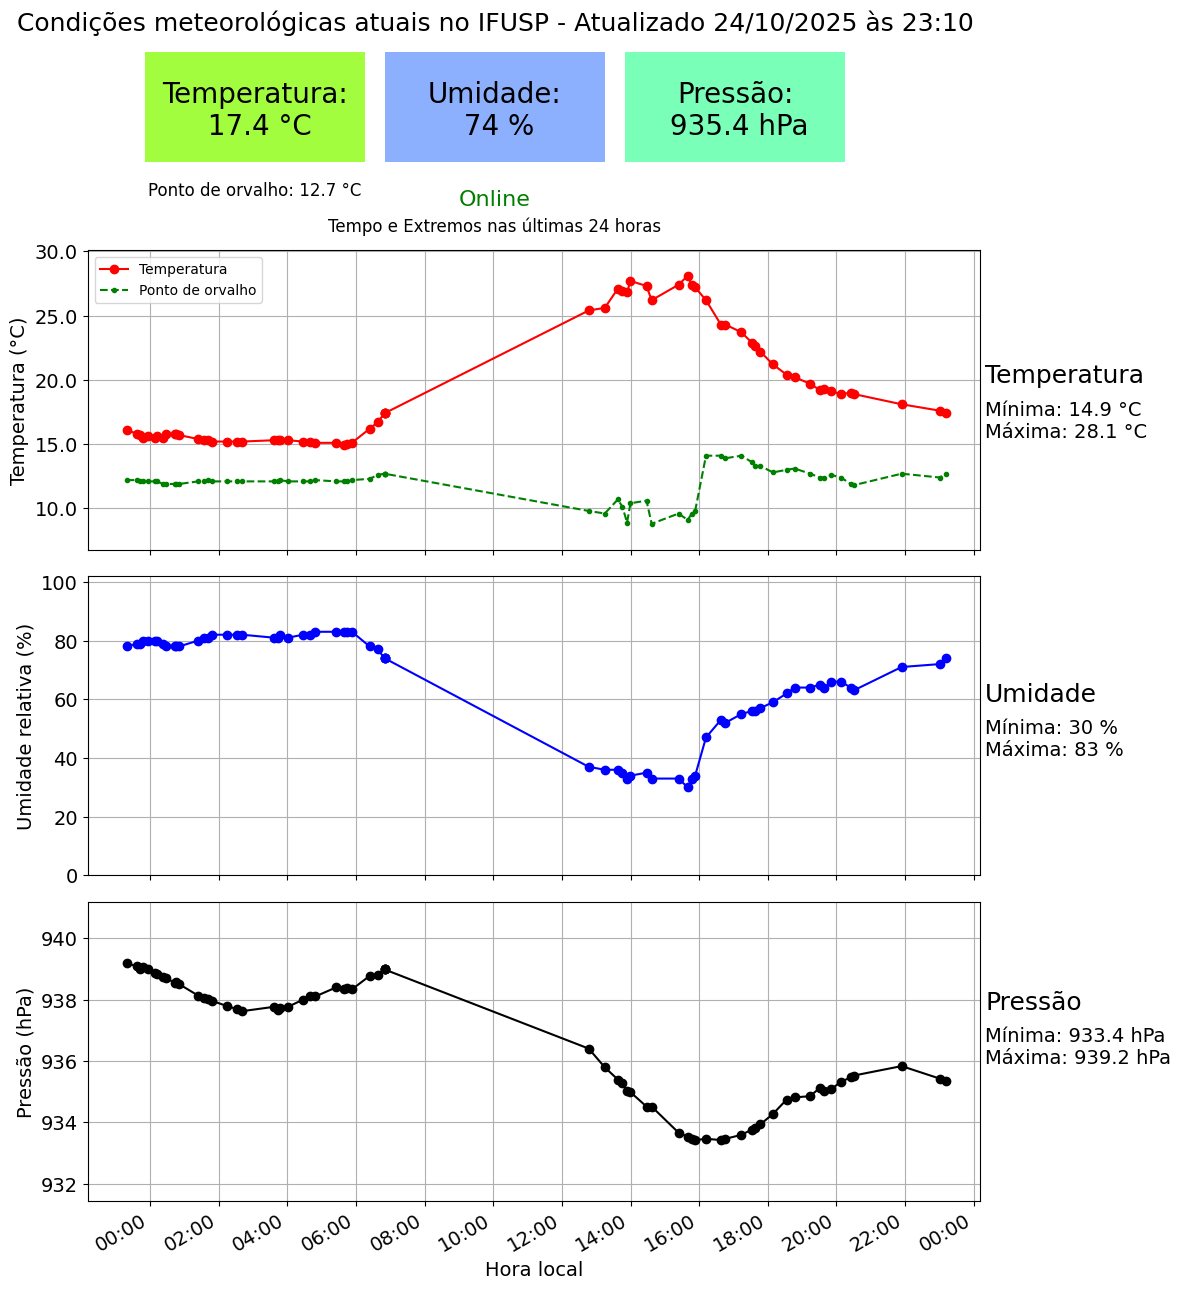 Condições meteorológicas atuais no IFUSP - Atualizado 24/10/2025 às 23:10
Temperatura:
17.4 °C
Umidade:
74 %
Pressão:
935.4 hPa
Ponto de orvalho: 12.7 °C
Online
Tempo e Extremos nas últimas 24 horas
Temperatura (°C)
30.0
25.0
20.0
15.0
10.0
Temperatura
Ponto de orvalho
Temperatura
Mínima: 14.9 °C
Máxima: 28.1 °C
Umidade relativa (%)
100
80
60
40
20
0
Umidade
Mínima: 30 %
Máxima: 83 %
Pressão (hPa)
940
938
936
934
932
Pressão
Mínima: 933.4 hPa
Máxima: 939.2 hPa
00:00 02:00 04:00 06:00 08:00 10:00 12:00 14:00 16:00 18:00 20:00 22:00 00:00
Hora local